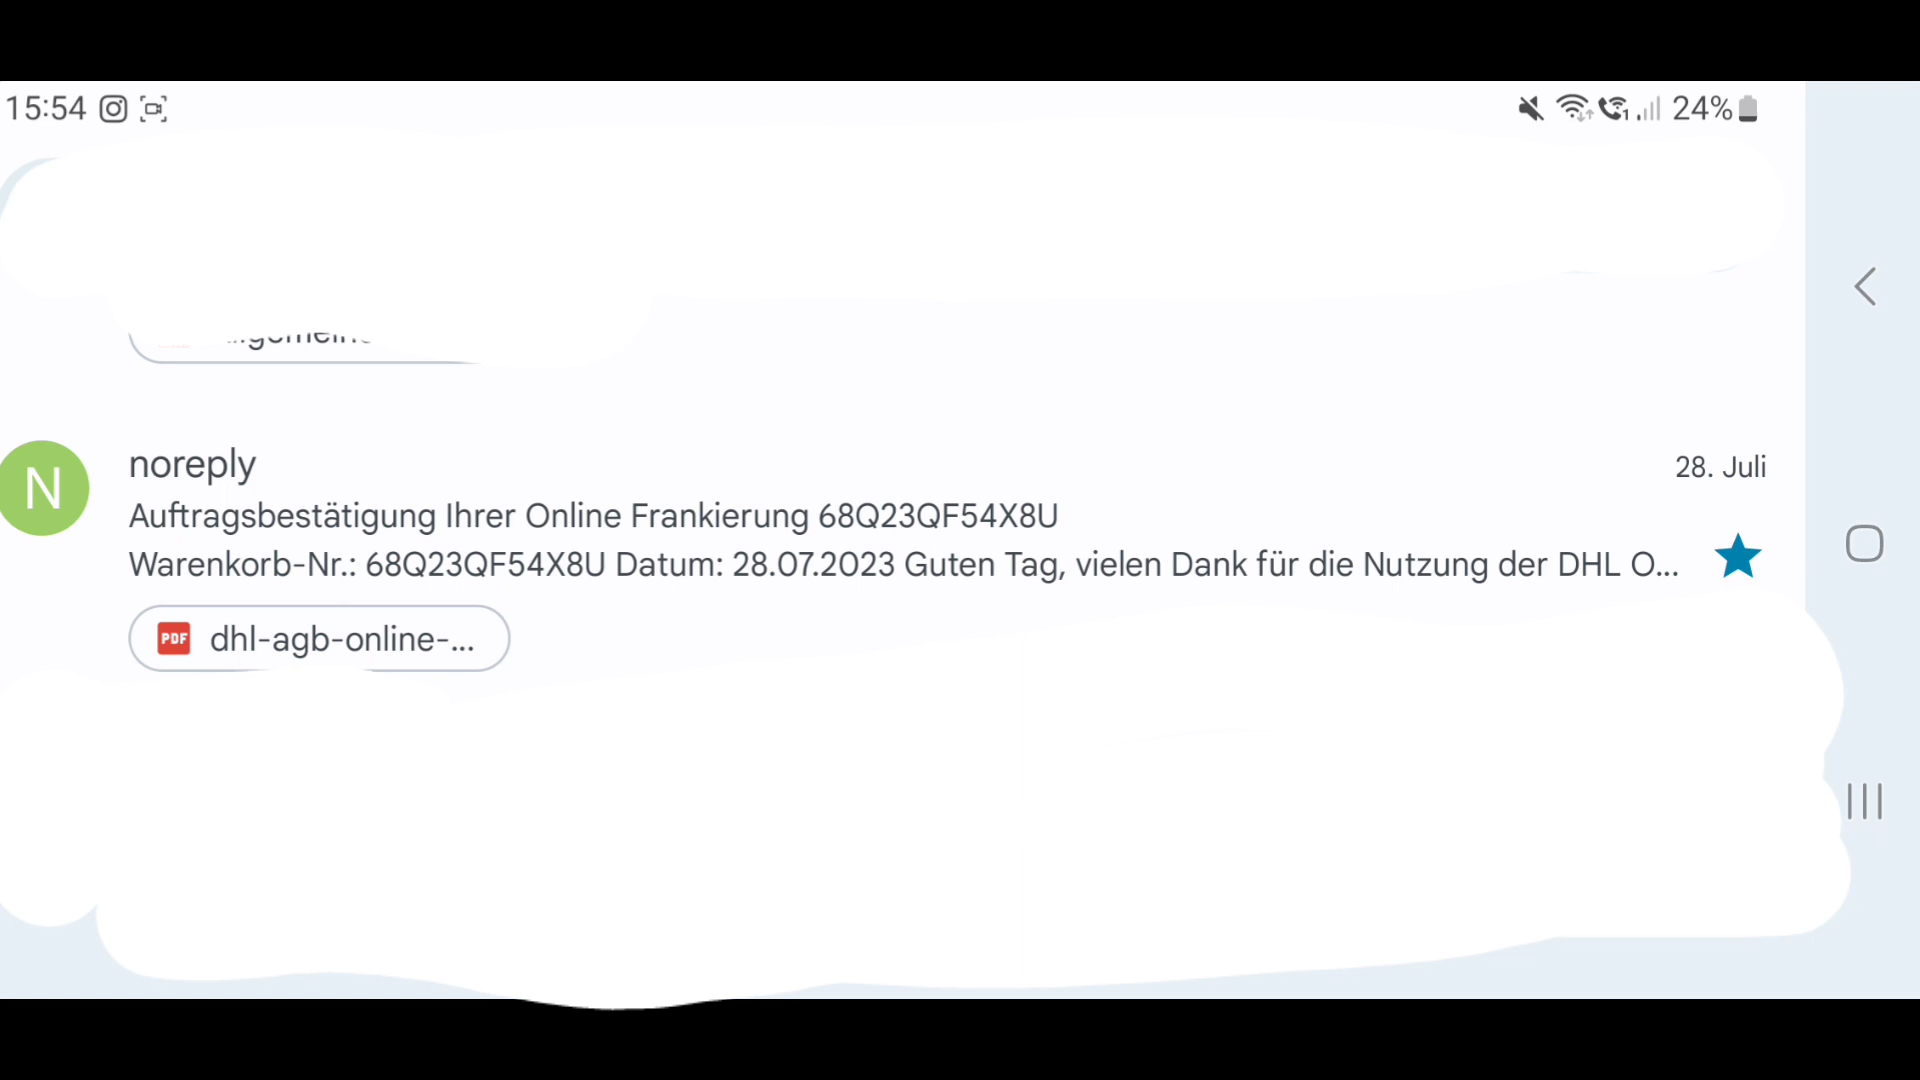 15:54
24%
noreply
28. Juli
N
Auftragsbestätigung Ihrer Online Frankierung 68Q23QF54X8U
Warenkorb-Nr.: 68Q23QF54X8U Datum: 28.07.2023 Guten Tag, vielen Dank für die Nutzung der DHL O...
PDF dhl-agb-online-...